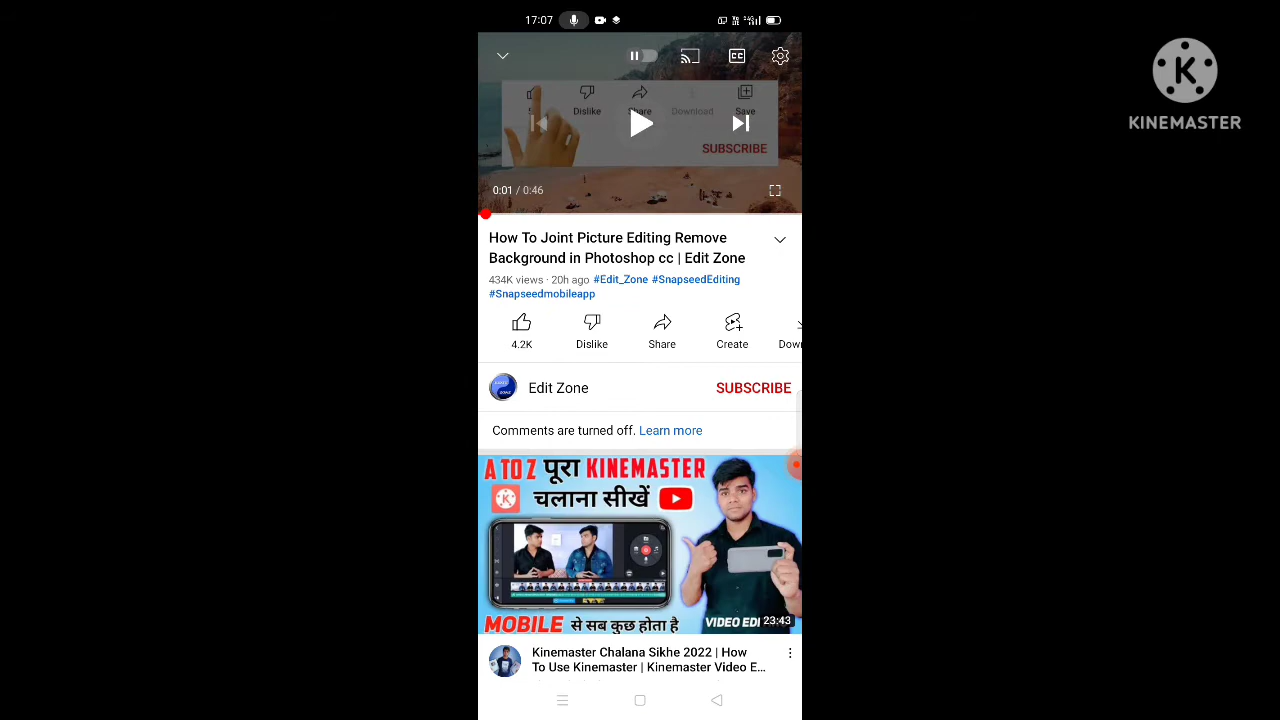 17:07
KINEMASTER
Dislike
Share
Download
Save
SUBSCRIBE
0:01 / 0:46
How To Joint Picture Editing Remove
Background in Photoshop cc | Edit Zone
434K views · 20h ago #Edit_Zone #SnapseedEditing
#Snapseedmobileapp
4.2K
Dislike
Share
Create
Edit Zone
SUBSCRIBE
Comments are turned off. Learn more
A TO Z पूरा KINEMASTER
चलाना सीखें
MOBILE से सब कुछ होता है
23:43
Kinemaster Chalana Sikhe 2022 | How
To Use Kinemaster | Kinemaster Video E...